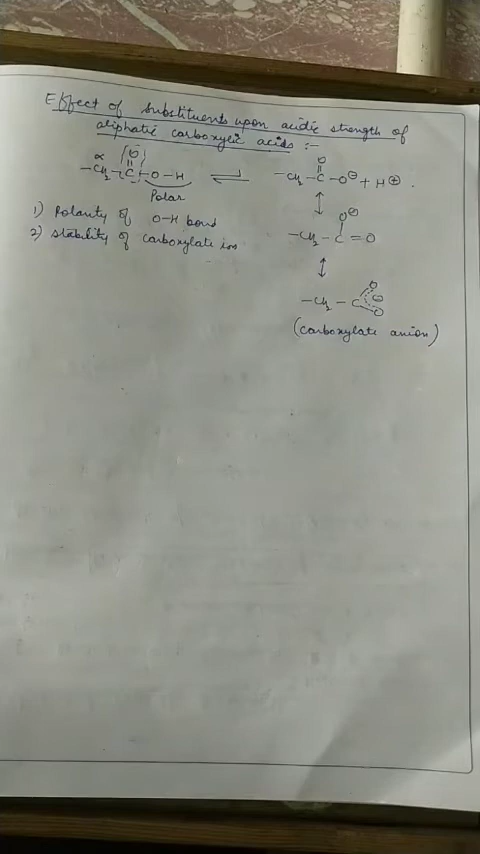 Effect of substituents upon acidic strength of
aliphatic carboxylic acids :-
α O O
-CH2-C-O-H ⇌ -CH2-C-O⊖ + H⊕ .
Polar
1) Polarity of O-H bond
O⊖
2) stability of carboxylate ion
-CH2-C=O
O
-CH2-C ⊖
O
(carboxylate anion)